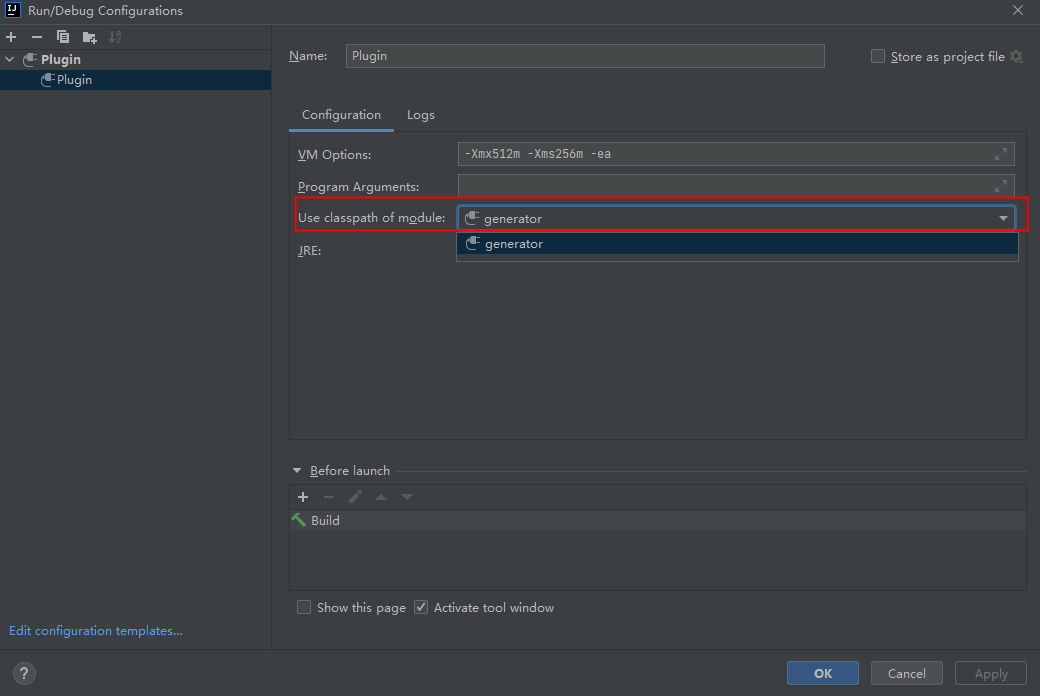 Run/Debug Configurations
Plugin
Plugin
Name:
Plugin
Store as project file
Configuration
Logs
VM Options:
-Xmx512m -Xms256m -ea
Program Arguments:
Use classpath of module:
generator
generator
JRE:
Before launch
Build
Show this page
Activate tool window
Edit configuration templates...
?
OK
Cancel
Apply